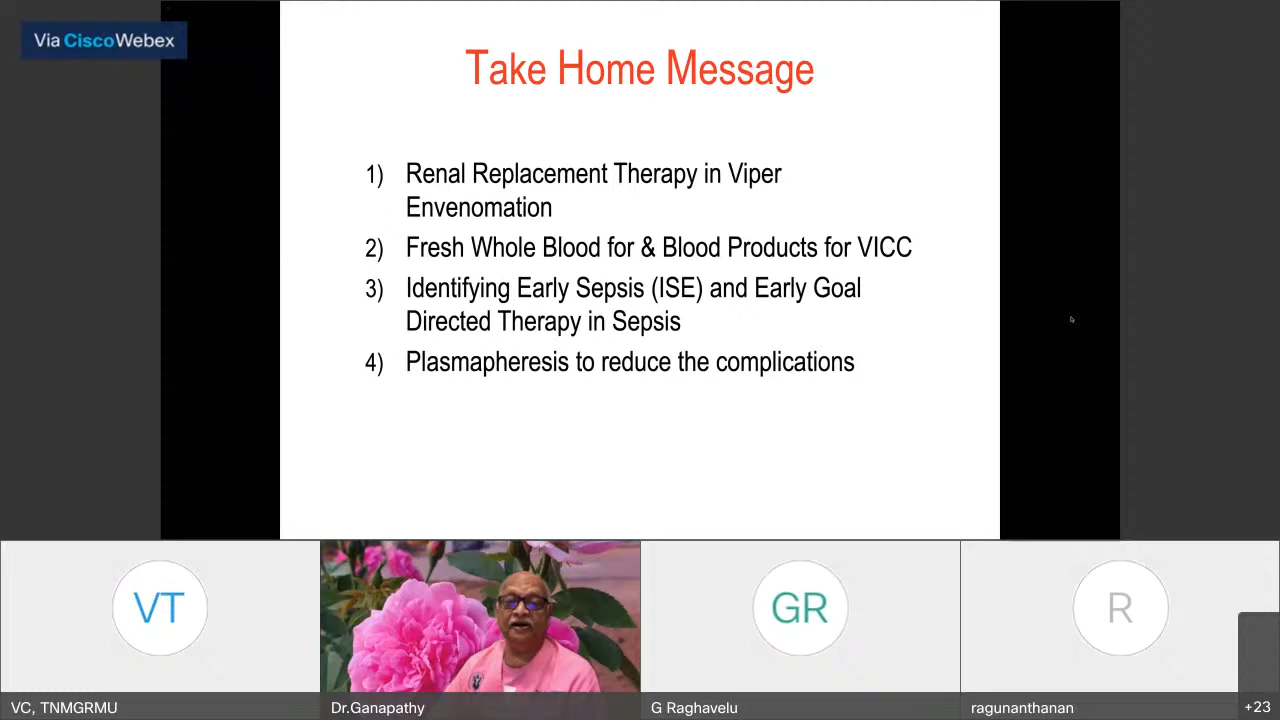 Via CiscoWebex
Take Home Message
1) Renal Replacement Therapy in Viper
Envenomation
2) Fresh Whole Blood for & Blood Products for VICC
3) Identifying Early Sepsis (ISE) and Early Goal
Directed Therapy in Sepsis
4) Plasmapheresis to reduce the complications
VT
GR
R
VC, TNMGRMU
Dr.Ganapathy
G Raghavelu
ragunanthanan
+23